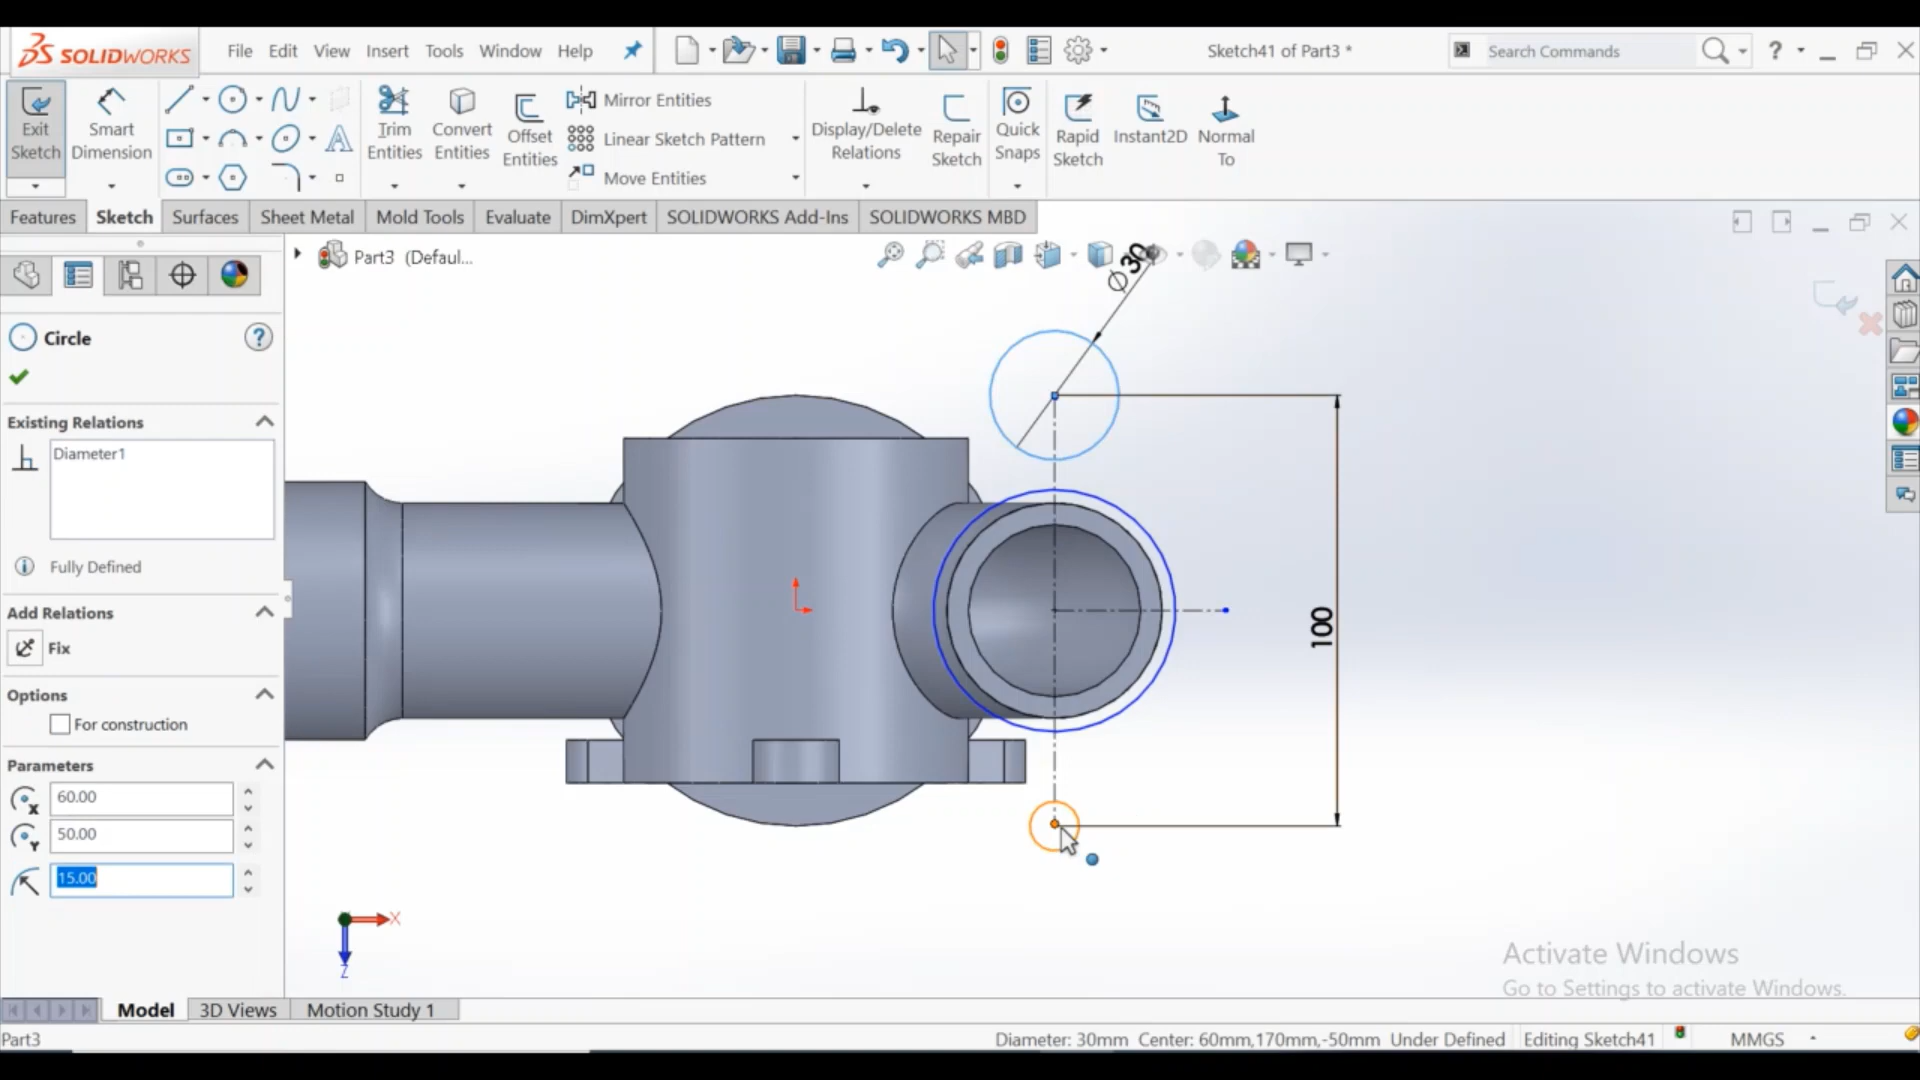 SOLIDWORKS File Edit View Insert Tools Window Help Sketch41 of Part3 * Search Commands ?
Exit Sketch
Smart Dimension
Trim Entities
Convert Entities
Offset Entities
Mirror Entities
Linear Sketch Pattern
Move Entities
Display/Delete Relations
Repair Sketch
Quick Snaps
Rapid Sketch
Instant2D
Normal To
Features Sketch Surfaces Sheet Metal Mold Tools Evaluate DimXpert SOLIDWORKS Add-Ins SOLIDWORKS MBD
Part3 (Defaul...
Circle ?
Existing Relations
Diameter1
Fully Defined
Add Relations
Fix
Options
For construction
Parameters
60.00
50.00
15.00
∅30
100
X
Z
Activate Windows
Go to Settings to activate Windows.
Model 3D Views Motion Study 1
Part3 Diameter: 30mm Center: 60mm,170mm,-50mm Under Defined Editing Sketch41 MMGS